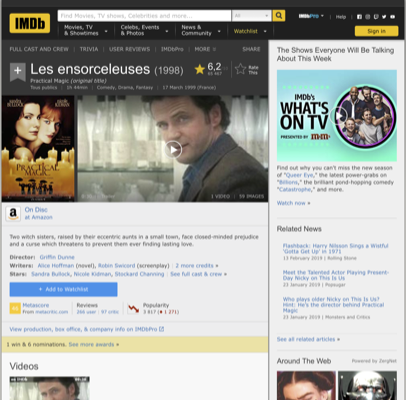 IMDb
Find Movies, TV shows, Celebrities and more...
All
IMDbPro
Help
Movies, TV
& Showtimes
Celebs, Events
& Photos
News &
Community
Watchlist
Sign in
FULL CAST AND CREW | TRIVIA | USER REVIEWS | IMDbPro | MORE
SHARE
Les ensorceleuses (1998)
Practical Magic (original title)
Tous publics | 1h 44min | Comedy, Drama, Fantasy | 17 March 1999 (France)
6,2
Rate
This
PRACTICAL
MAGIC
1 VIDEO | 59 IMAGES
On Disc
at Amazon
Two witch sisters, raised by their eccentric aunts in a small town, face closed-minded prejudice
and a curse which threatens to prevent them ever finding lasting love.
Director: Griffin Dunne
Writers: Alice Hoffman (novel), Robin Swicord (screenplay) | 2 more credits »
Stars: Sandra Bullock, Nicole Kidman, Stockard Channing | See full cast & crew »
+ Add to Watchlist
Metascore
From metacritic.com
Reviews
266 user | 97 critic
Popularity
3 817 ( 1 271)
View production, box office, & company info on IMDbPro
1 win & 6 nominations. See more awards »
Videos
The Shows Everyone Will Be Talking
About This Week
IMDb's
WHAT'S
ON TV
PRESENTED BY
Find out why you can't miss the new season
of "Queer Eye," the latest power-grabs on
"Billions," the brilliant pond-hopping comedy
"Catastrophe," and more.
Watch now »
Related News
Flashback: Harry Nilsson Sings a Wistful
'Gotta Get Up' in 1971
13 February 2019 | Rolling Stone
Meet the Talented Actor Playing Present-
Day Nicky on This Is Us
23 January 2019 | Popsugar
Who plays older Nicky on This Is Us?
Hint: He's the director behind Practical
Magic
23 January 2019 | Monsters and Critics
See all related articles »
Around The Web
Powered by ZergNet